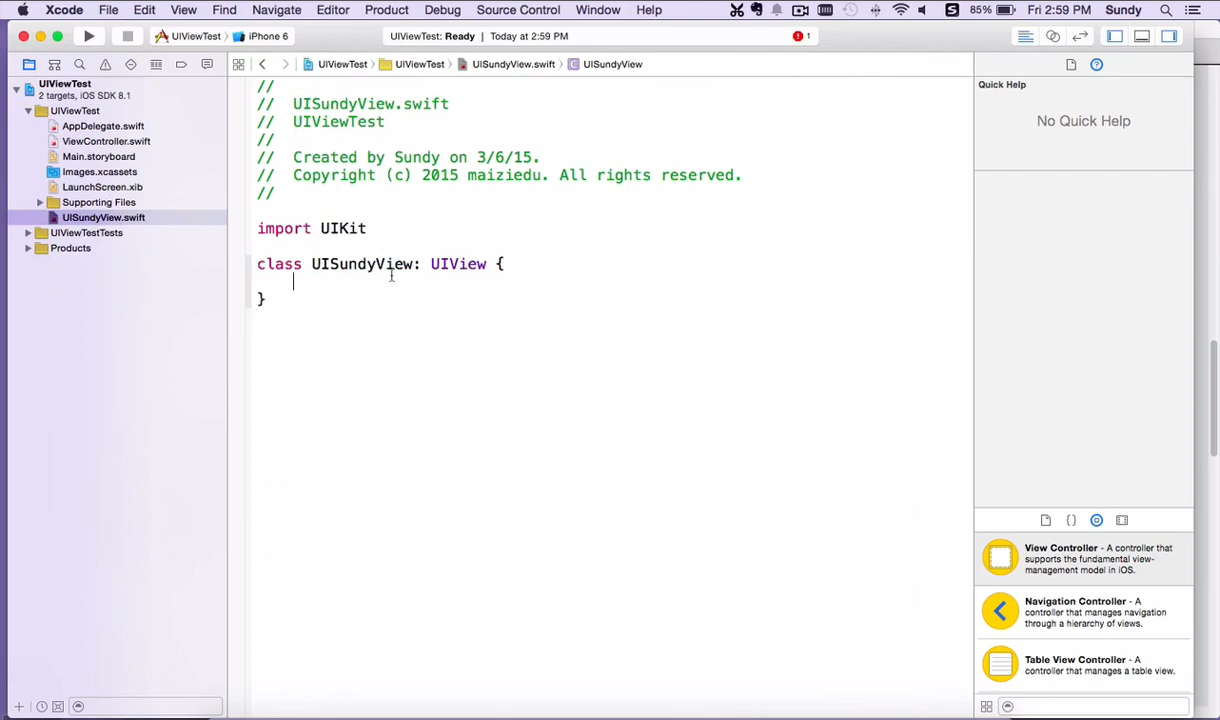 Xcode File Edit View Find Navigate Editor Product Debug Source Control Window Help 85% Fri 2:59 PM Sundy
UIViewTest iPhone 6 UIViewTest: Ready | Today at 2:59 PM 1
UIViewTest UIViewTest UISundyView.swift C UISundyView
UIViewTest
2 targets, iOS SDK 8.1
UIViewTest
AppDelegate.swift
ViewController.swift
Main.storyboard
Images.xcassets
LaunchScreen.xib
Supporting Files
UISundyView.swift
UIViewTestTests
Products
//
// UISundyView.swift
// UIViewTest
//
// Created by Sundy on 3/6/15.
// Copyright (c) 2015 maiziedu. All rights reserved.
//
import UIKit
class UISundyView: UIView {
}
Quick Help
No Quick Help
{ }
View Controller - A controller that
supports the fundamental view-
management model in iOS.
Navigation Controller - A
controller that manages navigation
through a hierarchy of views.
Table View Controller - A
controller that manages a table view.